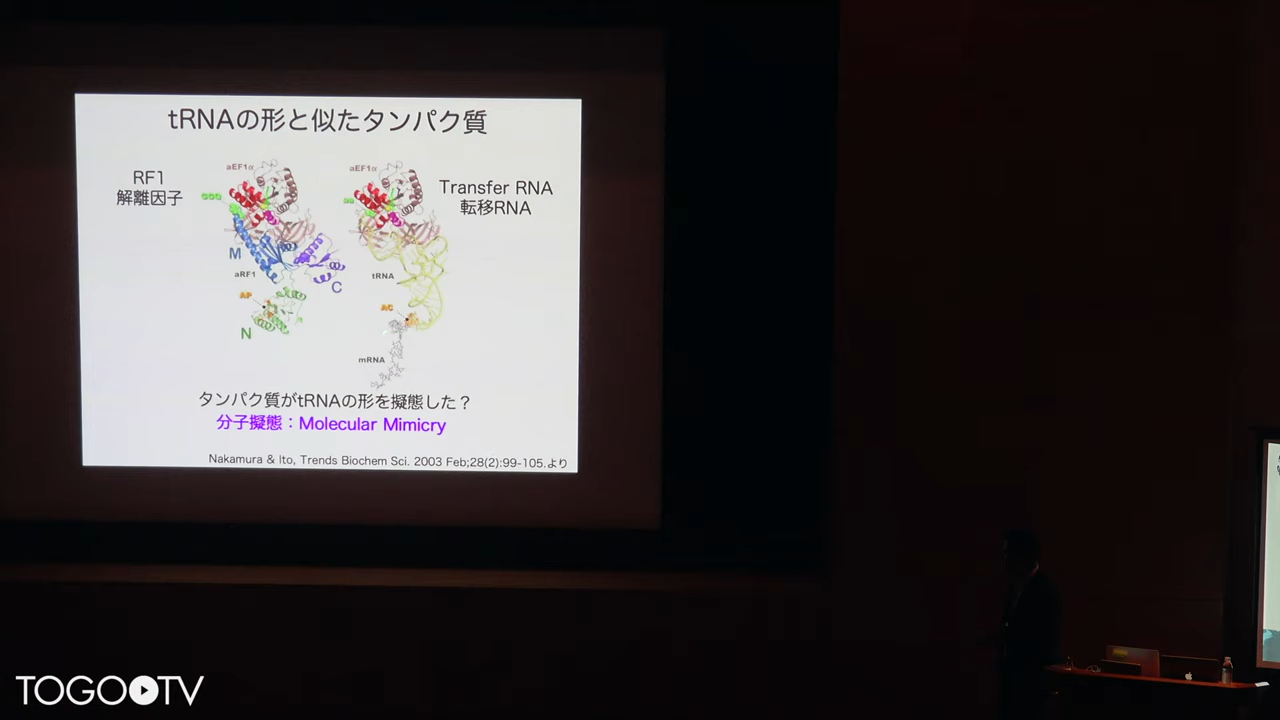 tRNAの形と似たタンパク質
RF1
解離因子
aEF1α
aEF1α
Transfer RNA
転移RNA
M
aRF1
C
AP
N
tRNA
AC
mRNA
タンパク質がtRNAの形を擬態した？
分子擬態：Molecular Mimicry
Nakamura & Ito, Trends Biochem Sci. 2003 Feb;28(2):99-105.より
TOGOTV